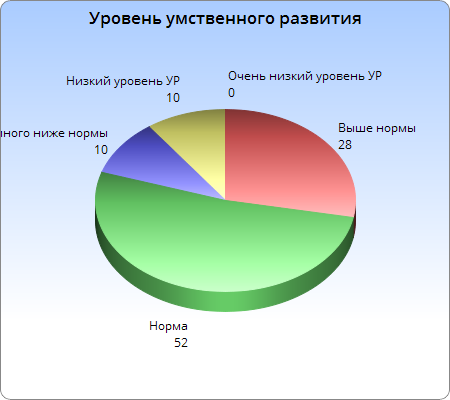 Уровень умственного развития
Очень низкий уровень УР
0
Низкий уровень УР
10
Выше нормы
28
ниже нормы
10
Норма
52